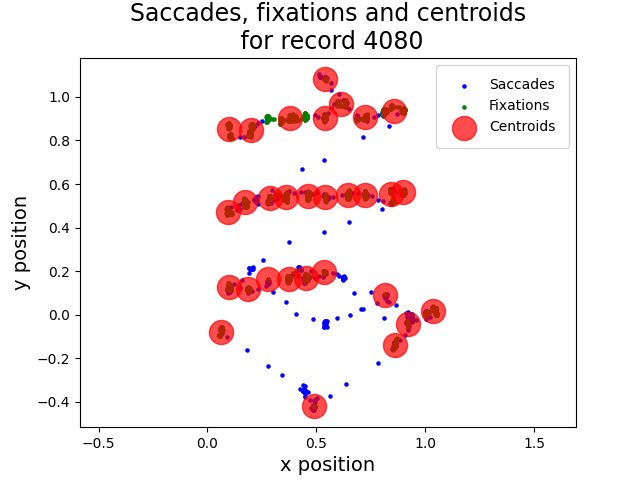 Saccades, fixations and centroids
for record 4080
Saccades
Fixations
Centroids
1.0
0.8
0.6
0.4
0.2
0.0
−0.2
−0.4
y position
−0.5
0.0
0.5
1.0
1.5
x position